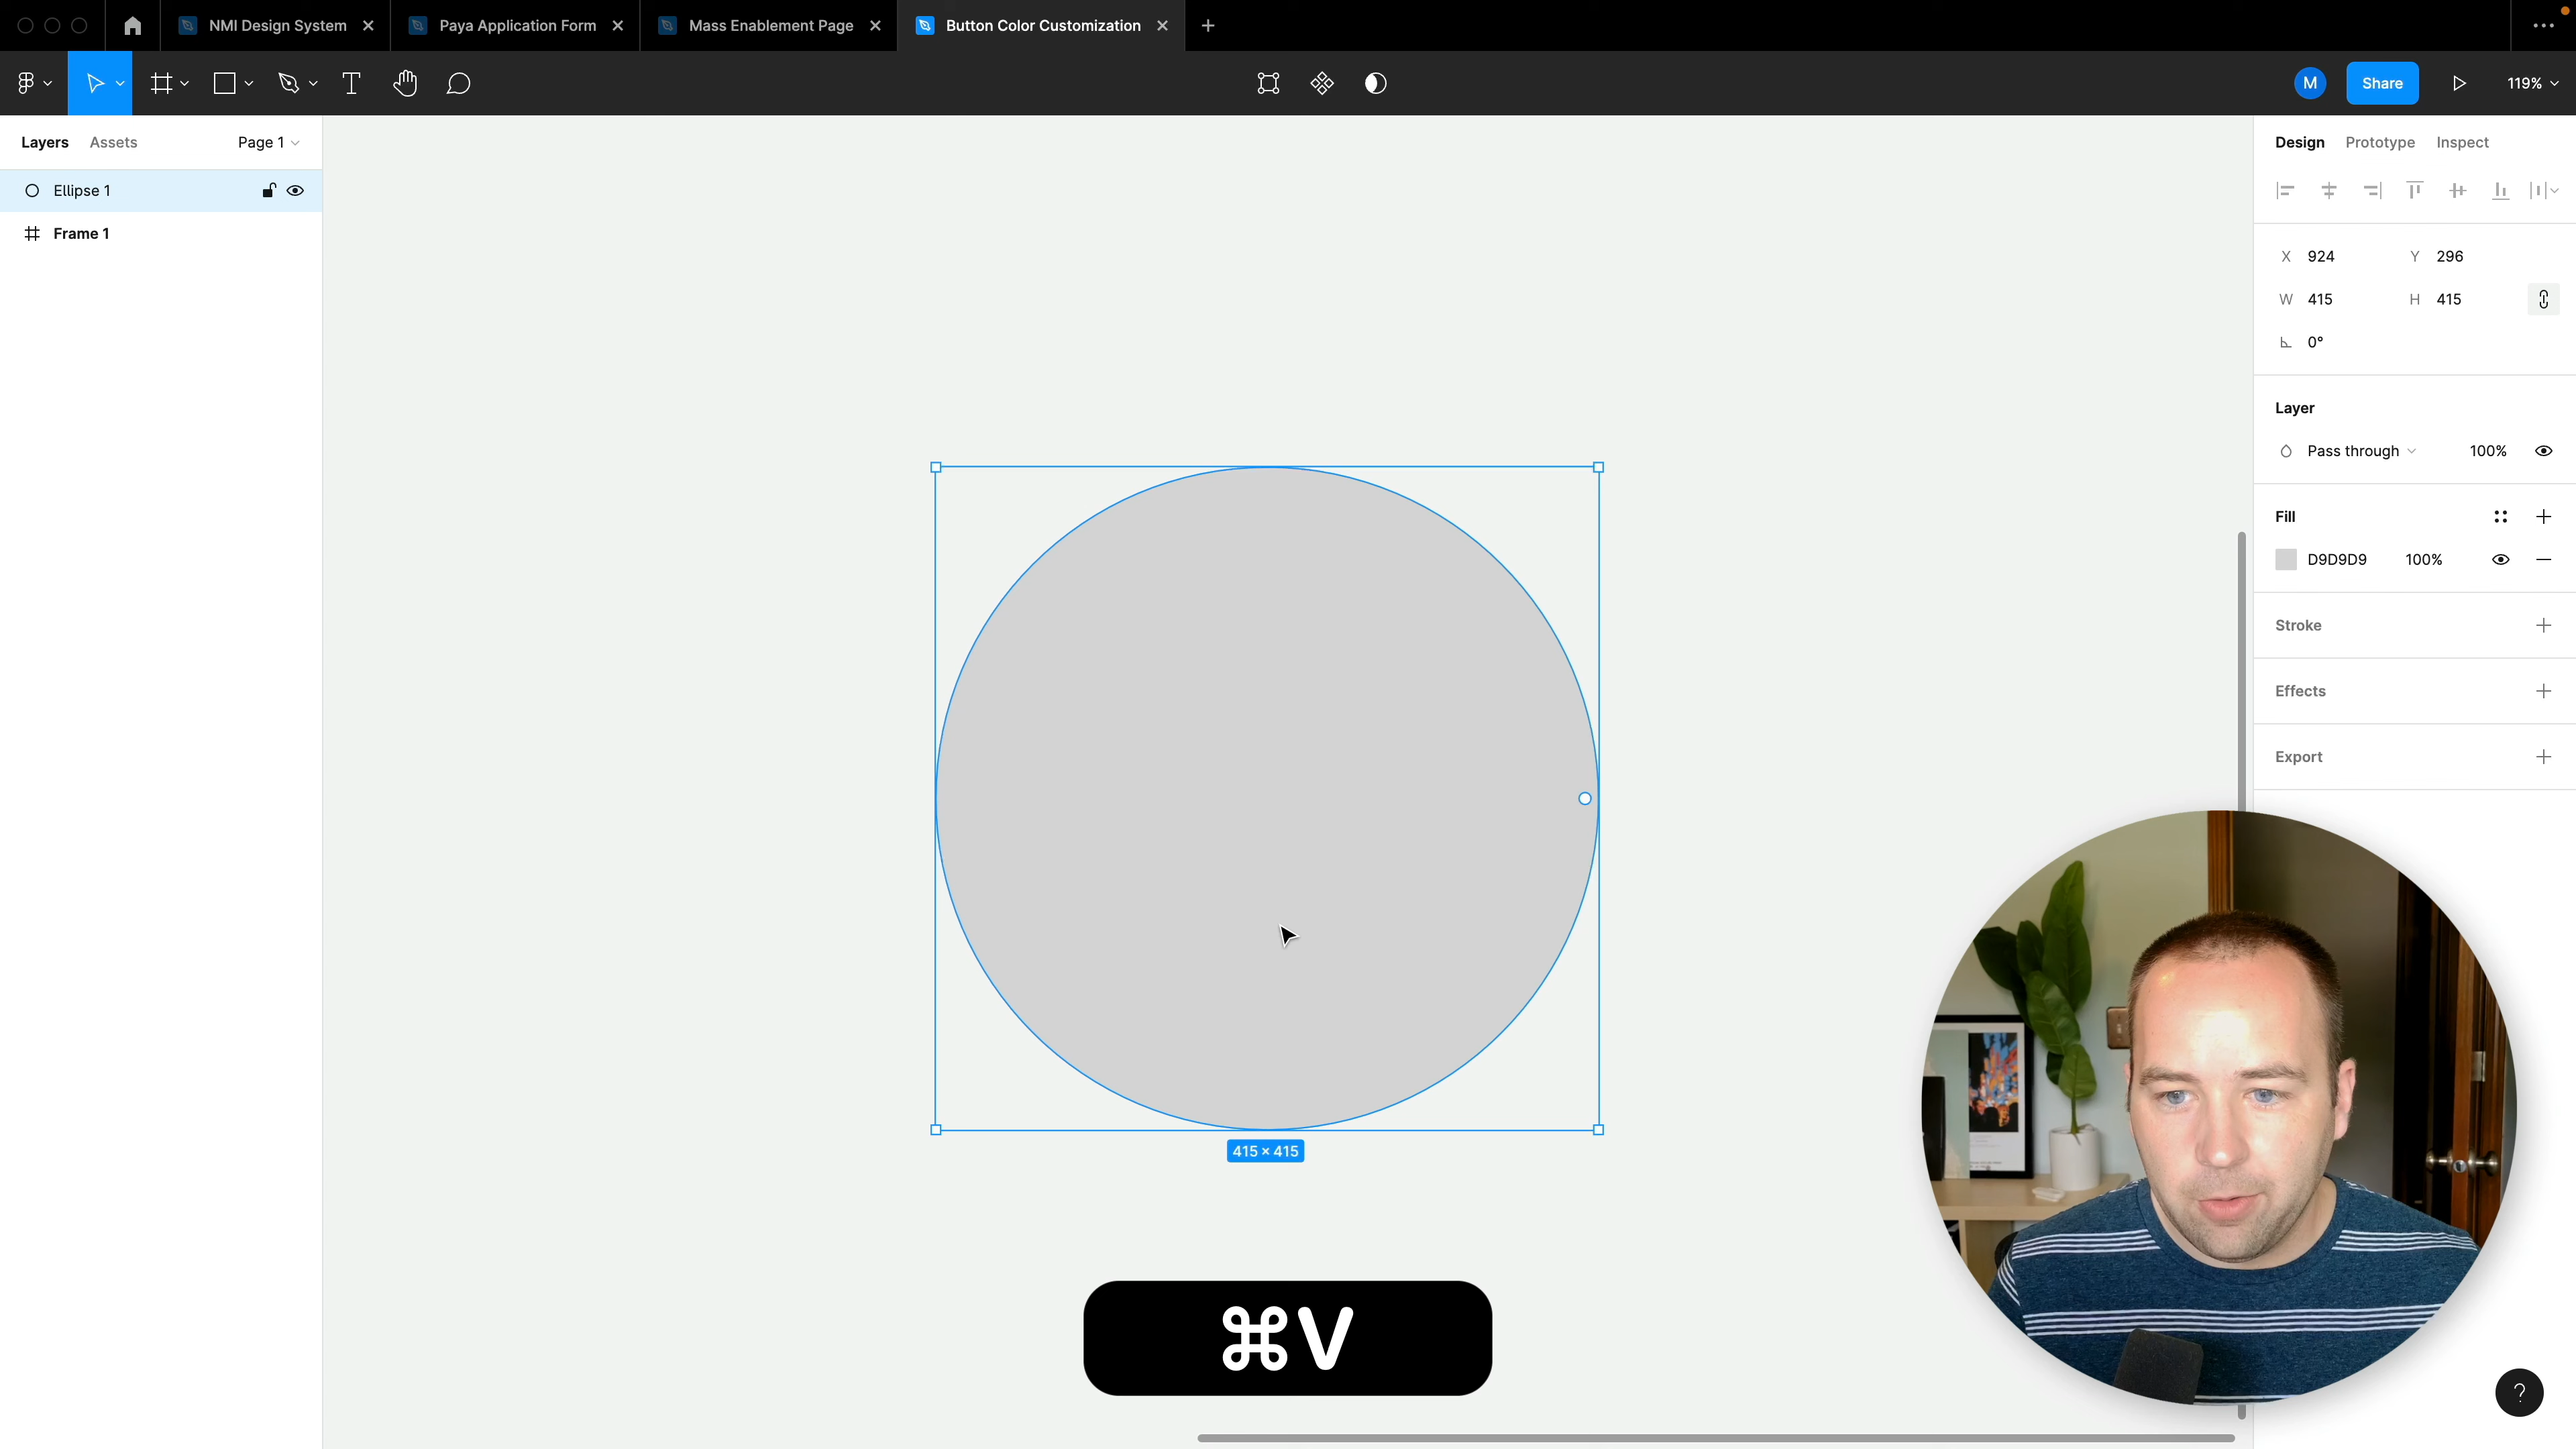 NMI Design System
Paya Application Form
Mass Enablement Page
Button Color Customization
M
Share
119%
Layers
Assets
Page 1
Ellipse 1
Frame 1
Design
Prototype
Inspect
X 924
Y 296
W 415
H 415
0°
Layer
Pass through
100%
Fill
D9D9D9
100%
Stroke
Effects
Export
415 × 415
⌘V
?